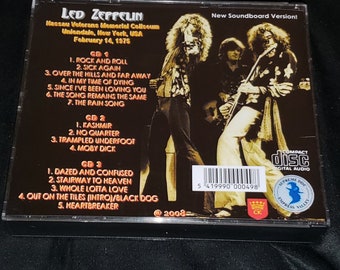 LED ZEPPELIN
New Soundboard Version!
Nassau Veterans Memorial Coliseum
Uniondale, New York, USA
February 14, 1975
CD 1
1. ROCK AND ROLL
2. SICK AGAIN
3. OVER THE HILLS AND FAR AWAY
4. IN MY TIME OF DYING
5. SINCE I'VE BEEN LOVING YOU
6. THE SONG REMAINS THE SAME
7. THE RAIN SONG
CD 2
1. KASHMIR
2. NO QUARTER
3. TRAMPLED UNDERFOOT
4. MOBY DICK
CD 3
1. DAZED AND CONFUSED
2. STAIRWAY TO HEAVEN
3. WHOLE LOTTA LOVE
4. OUT ON THE TILES (INTRO)/BLACK DOG
5. HEARTBREAKER
© 2008
COMPACT
disc
DIGITAL AUDIO
5 419990 000498